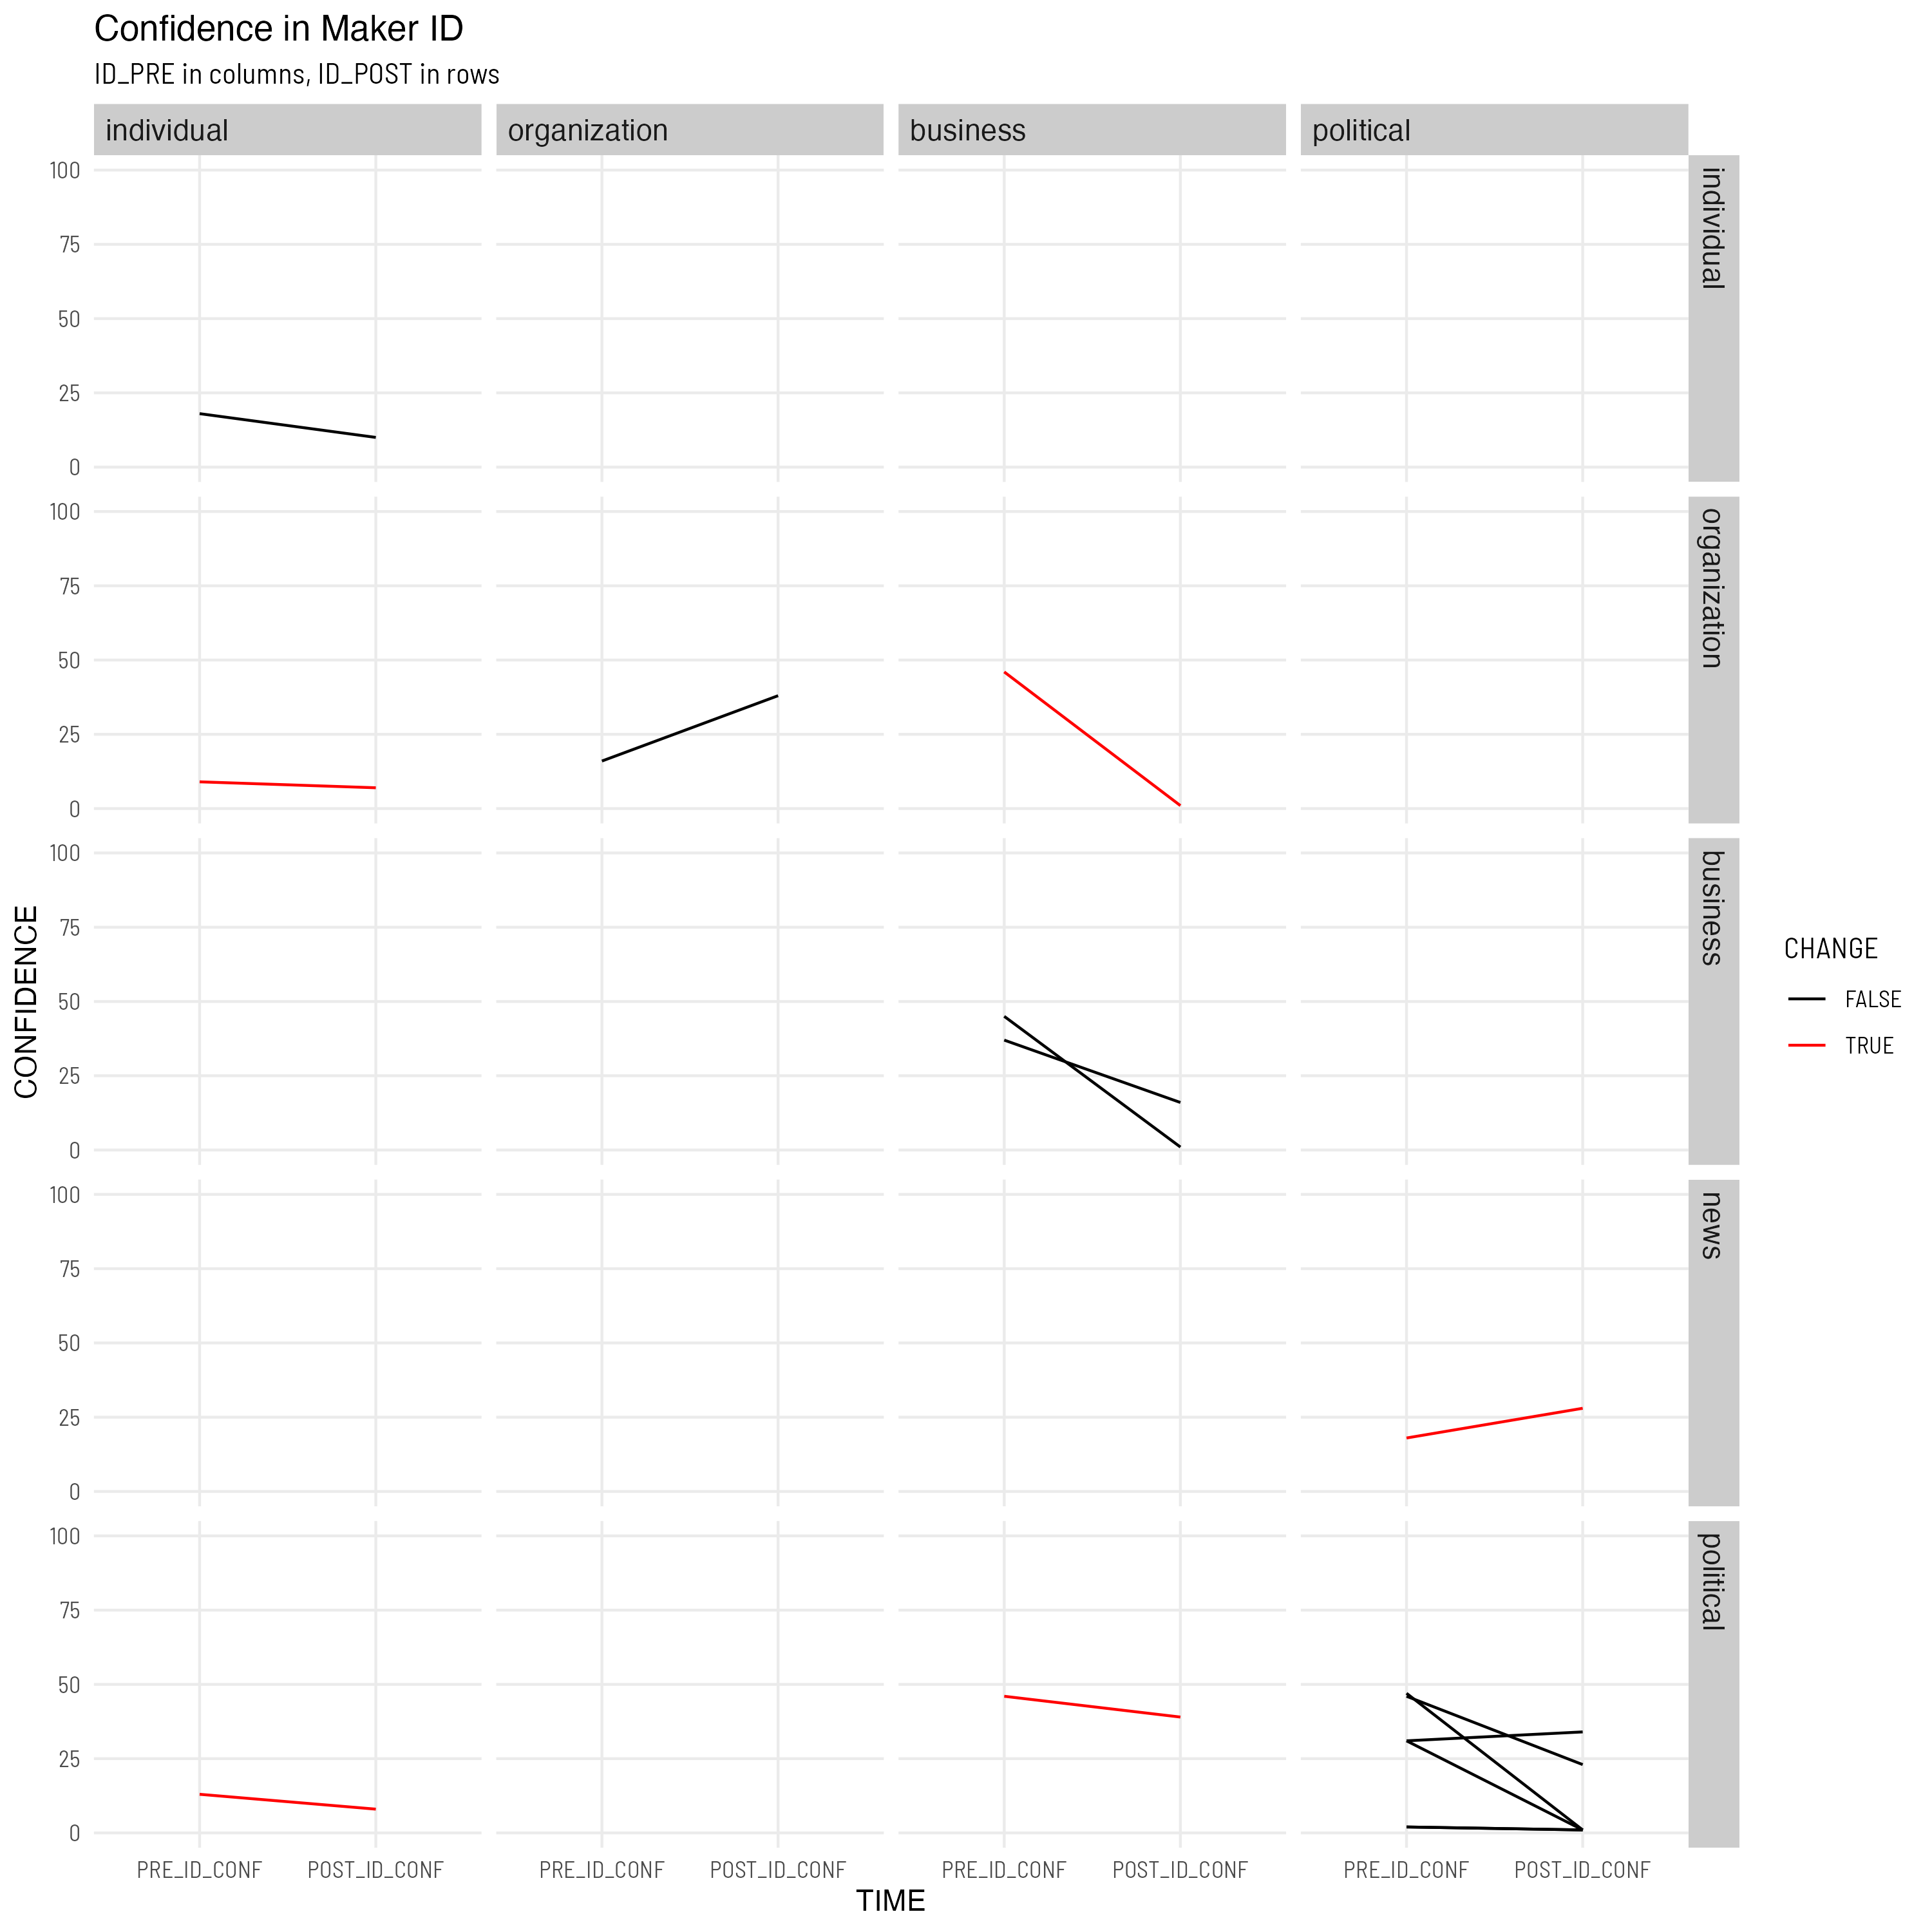 Confidence in Maker ID
ID_PRE in columns, ID_POST in rows
individual organization business political
100
75
50
25
0
individual
100
75
50
25
0
organization
100
75
50
25
0
business
100
75
50
25
0
news
100
75
50
25
0
political
PRE_ID_CONF POST_ID_CONF PRE_ID_CONF POST_ID_CONF PRE_ID_CONF POST_ID_CONF PRE_ID_CONF POST_ID_CONF
TIME
CONFIDENCE
CHANGE
FALSE
TRUE